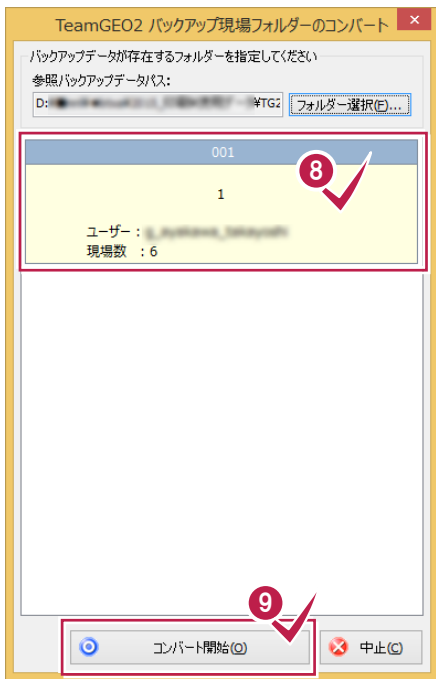 TeamGEO2 バックアップ現場フォルダーのコンバート
バックアップデータが存在するフォルダーを指定してください
参照バックアップデータパス:
D: ¥TG2 フォルダー選択(F)...
001
8
1
ユーザー :
現場数 : 6
9
コンバート開始(O) 中止(C)